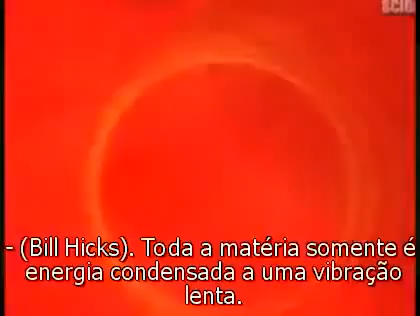 - (Bill Hicks). Toda a matéria somente é
energia condensada a uma vibração
lenta.